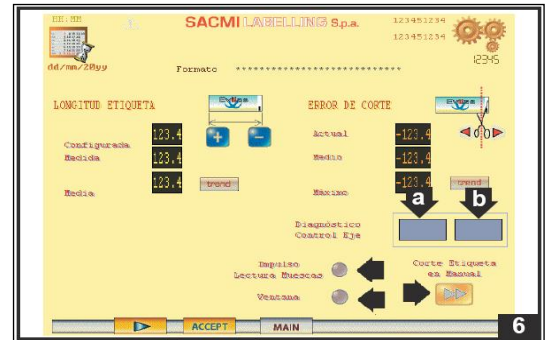 HH:MM
SACMI LABELLING S.p.a.
123451234
123451234
12345
dd/mm/20yy
Formato ****************************
LONGITUD ETIQUETA
ERROR DE CORTE
Configurada 123.4
+ -
Actual -123.4
Medida 123.4
Medio -123.4
Media 123.4 trend
Máximo -123.4 trend
a b
Diagnóstico
Control Eje
Impulso
Lectura Muescas
Corte Etiqueta
en Manual
Ventana
ACCEPT MAIN
6